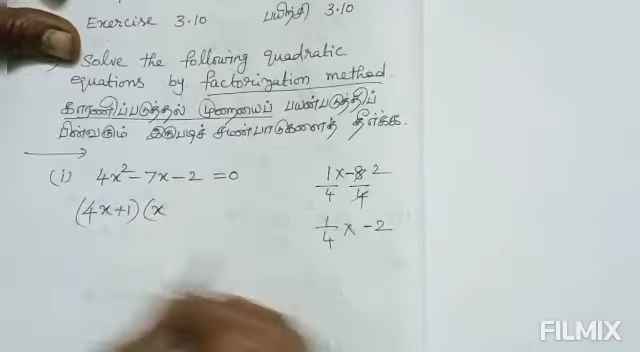 Exercise 3.10 பயிற்சி 3.10
Solve the following quadratic
equations by factorization method.
காரணிப்படுத்தல் முறையைப் பயன்படுத்திப்
பின்வரும் இருபடிச் சமன்பாடுகளைத் தீர்க்க.
(i) 4x² - 7x - 2 = 0
(4x+1)(x
1/4 x -8/4 2
1/4 x -2
FILMIX